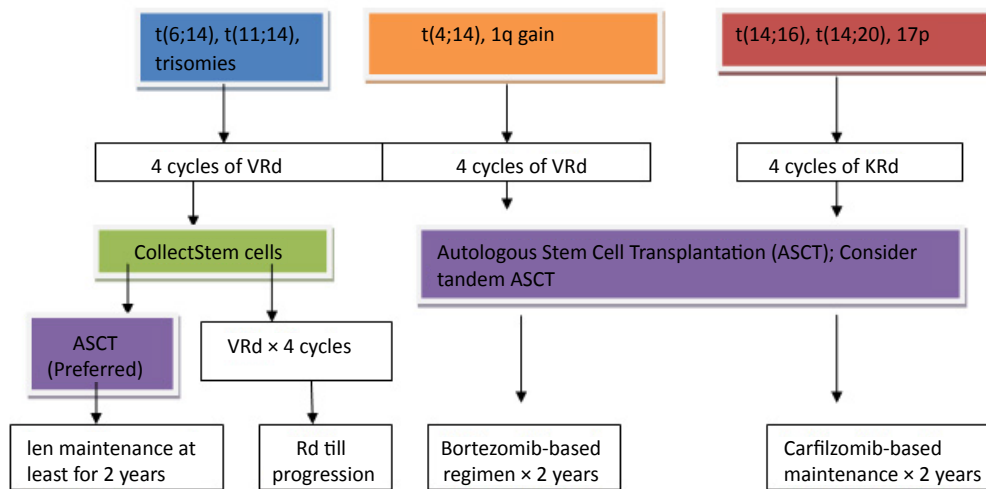 t(6;14), t(11;14),
trisomies
t(4;14), 1q gain
t(14;16), t(14;20), 17p
4 cycles of VRd
4 cycles of VRd
4 cycles of KRd
CollectStem cells
Autologous Stem Cell Transplantation (ASCT); Consider
tandem ASCT
ASCT
(Preferred)
VRd × 4 cycles
len maintenance at
least for 2 years
Rd till
progression
Bortezomib-based
regimen × 2 years
Carfilzomib-based
maintenance × 2 years